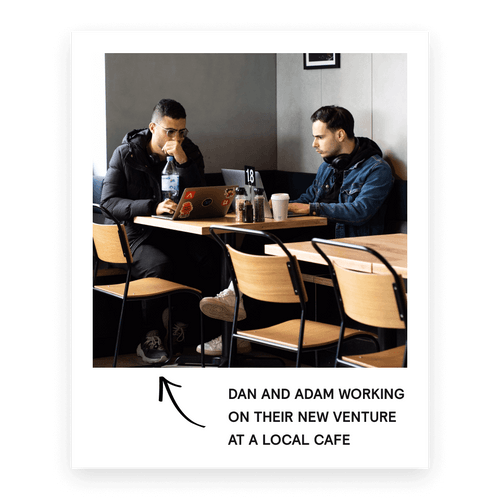 18
DAN AND ADAM WORKING
ON THEIR NEW VENTURE
AT A LOCAL CAFE